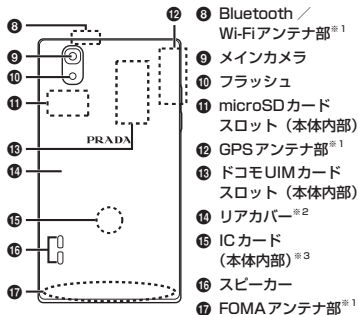 ❽
❾
❿
⓫
⓬
⓭
PRADA
⓮
⓯
⓰
⓱
❽ Bluetooth ／
Wi-Fiアンテナ部※1
❾ メインカメラ
❿ フラッシュ
⓫ microSDカード
スロット（本体内部）
⓬ GPSアンテナ部※1
⓭ ドコモUIMカード
スロット（本体内部）
⓮ リアカバー※2
⓯ ICカード
（本体内部）※3
⓰ スピーカー
⓱ FOMAアンテナ部※1